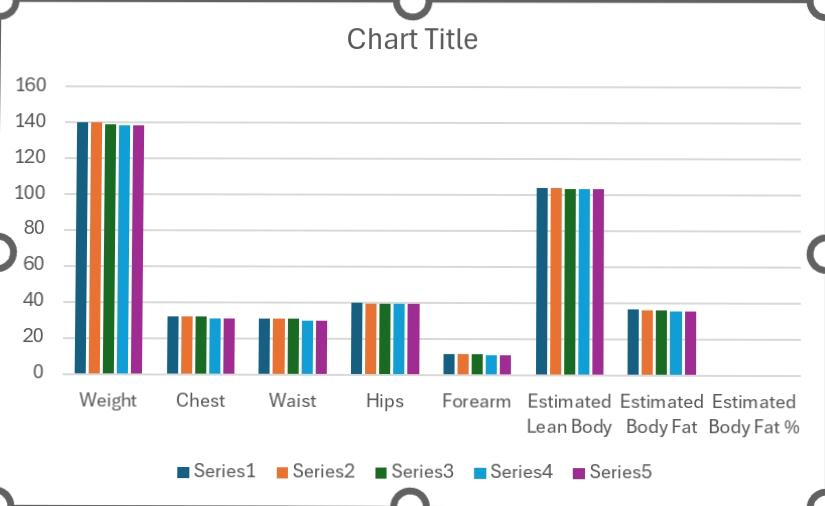 Chart Title
160
140
120
100
80
60
40
20
0
Weight Chest Waist Hips Forearm Estimated Estimated Estimated
Lean Body Body Fat Body Fat %
Series1 Series2 Series3 Series4 Series5